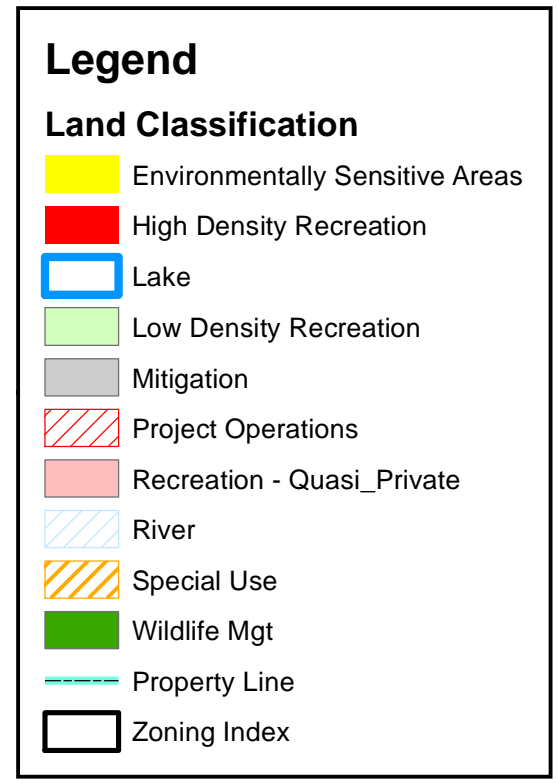 Legend
Land Classification
Environmentally Sensitive Areas
High Density Recreation
Lake
Low Density Recreation
Mitigation
Project Operations
Recreation - Quasi_Private
River
Special Use
Wildlife Mgt
Property Line
Zoning Index